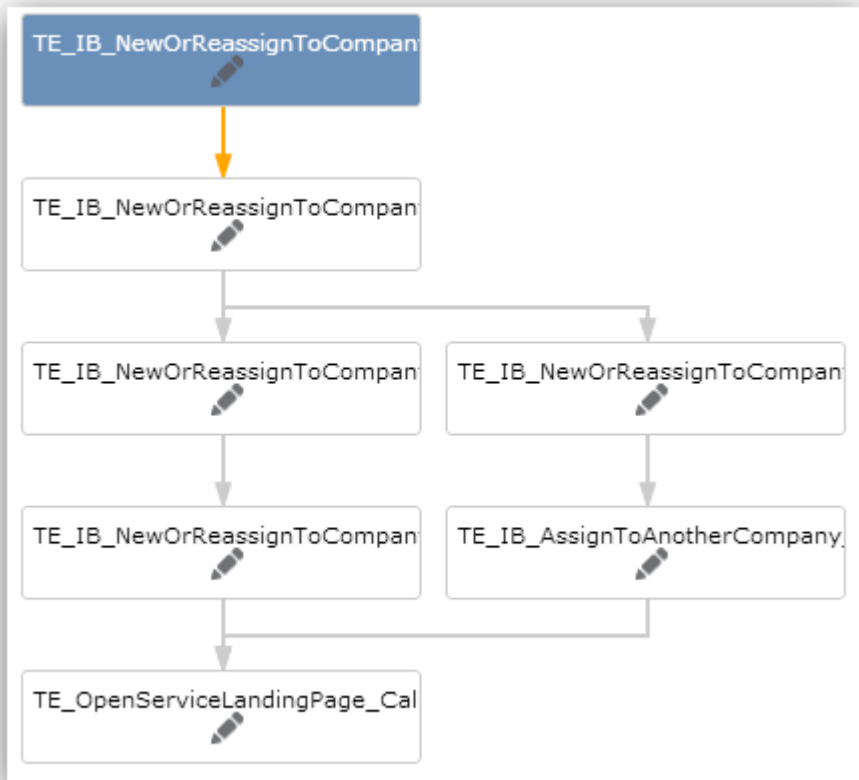 TE_IB_NewOrReassignToCompan
TE_IB_NewOrReassignToCompan
TE_IB_NewOrReassignToCompan
TE_IB_NewOrReassignToCompan
TE_IB_NewOrReassignToCompan
TE_IB_AssignToAnotherCompany_
TE_OpenServiceLandingPage_Cal